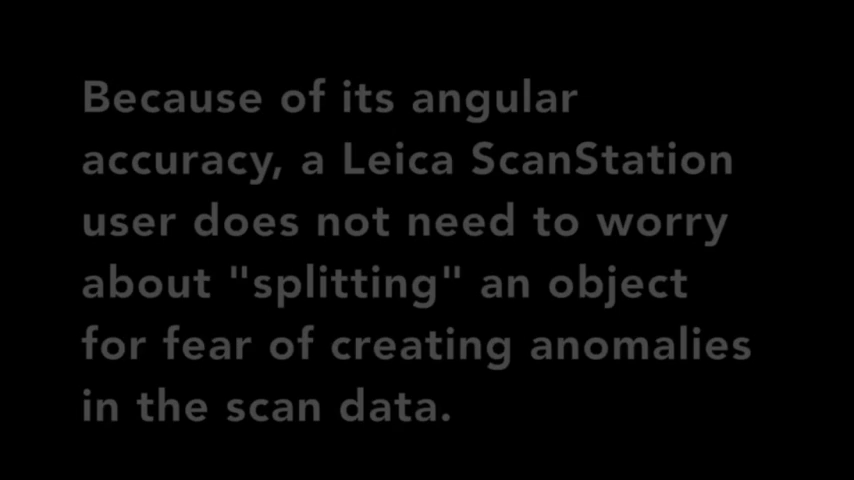 Because of its angular
accuracy, a Leica ScanStation
user does not need to worry
about "splitting" an object
for fear of creating anomalies
in the scan data.